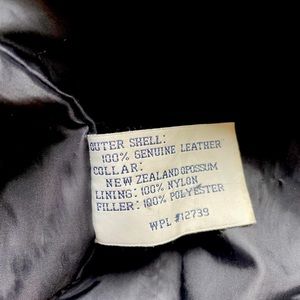 OUTER SHELL:
100% GENUINE LEATHER
COLLAR:
NEW ZEALAND OPOSSUM
LINING: 100% NYLON
FILLER: 100% POLYESTER
WPL #12739